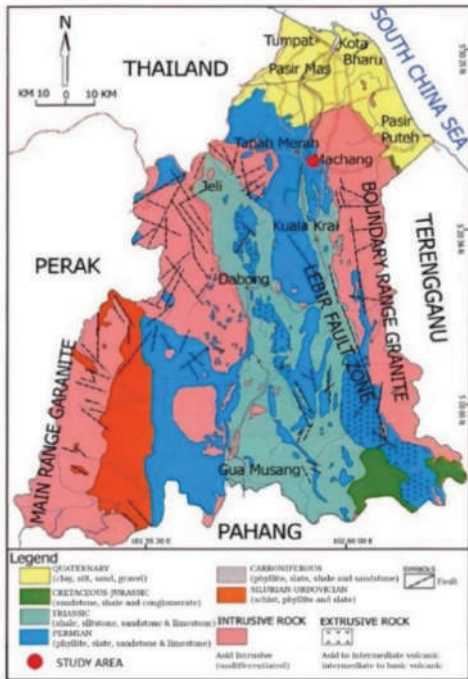 N
KM 10 0 10 KM
THAILAND
SOUTH CHINA SEA
Tumpat
Kota
Bharu
Pasir Mas
Pasir
Puteh
Tanah Merah
Machang
Jeli
Kuala Krai
PERAK
TERENGGANU
Dabong
LEBIR FAULT ZONE
BOUNDARY RANGE GRANITE
MAIN RANGE GARANITE
Gua Musang
PAHANG
Legend
QUATERNARY
(clay, silt, sand, gravel)
CRETACEOUS-JURASSIC
(sandstone, shale and conglomerate)
TRIASSIC
(shale, siltstone, sandstone & limestone)
PERMIAN
(phyllite, slate, sandstone & limestone)
STUDY AREA
CARBONIFEROUS
(phyllite, slate, shale and sandstone)
SILURIAN-ORDOVICIAN
(schist, phyllite and slate)
INTRUSIVE ROCK
Acid Intrusive
(undifferentiated)
EXTRUSIVE ROCK
Acid to intermediate volcanic
intermediate to basic volcanic
SYMBOLS
Fault